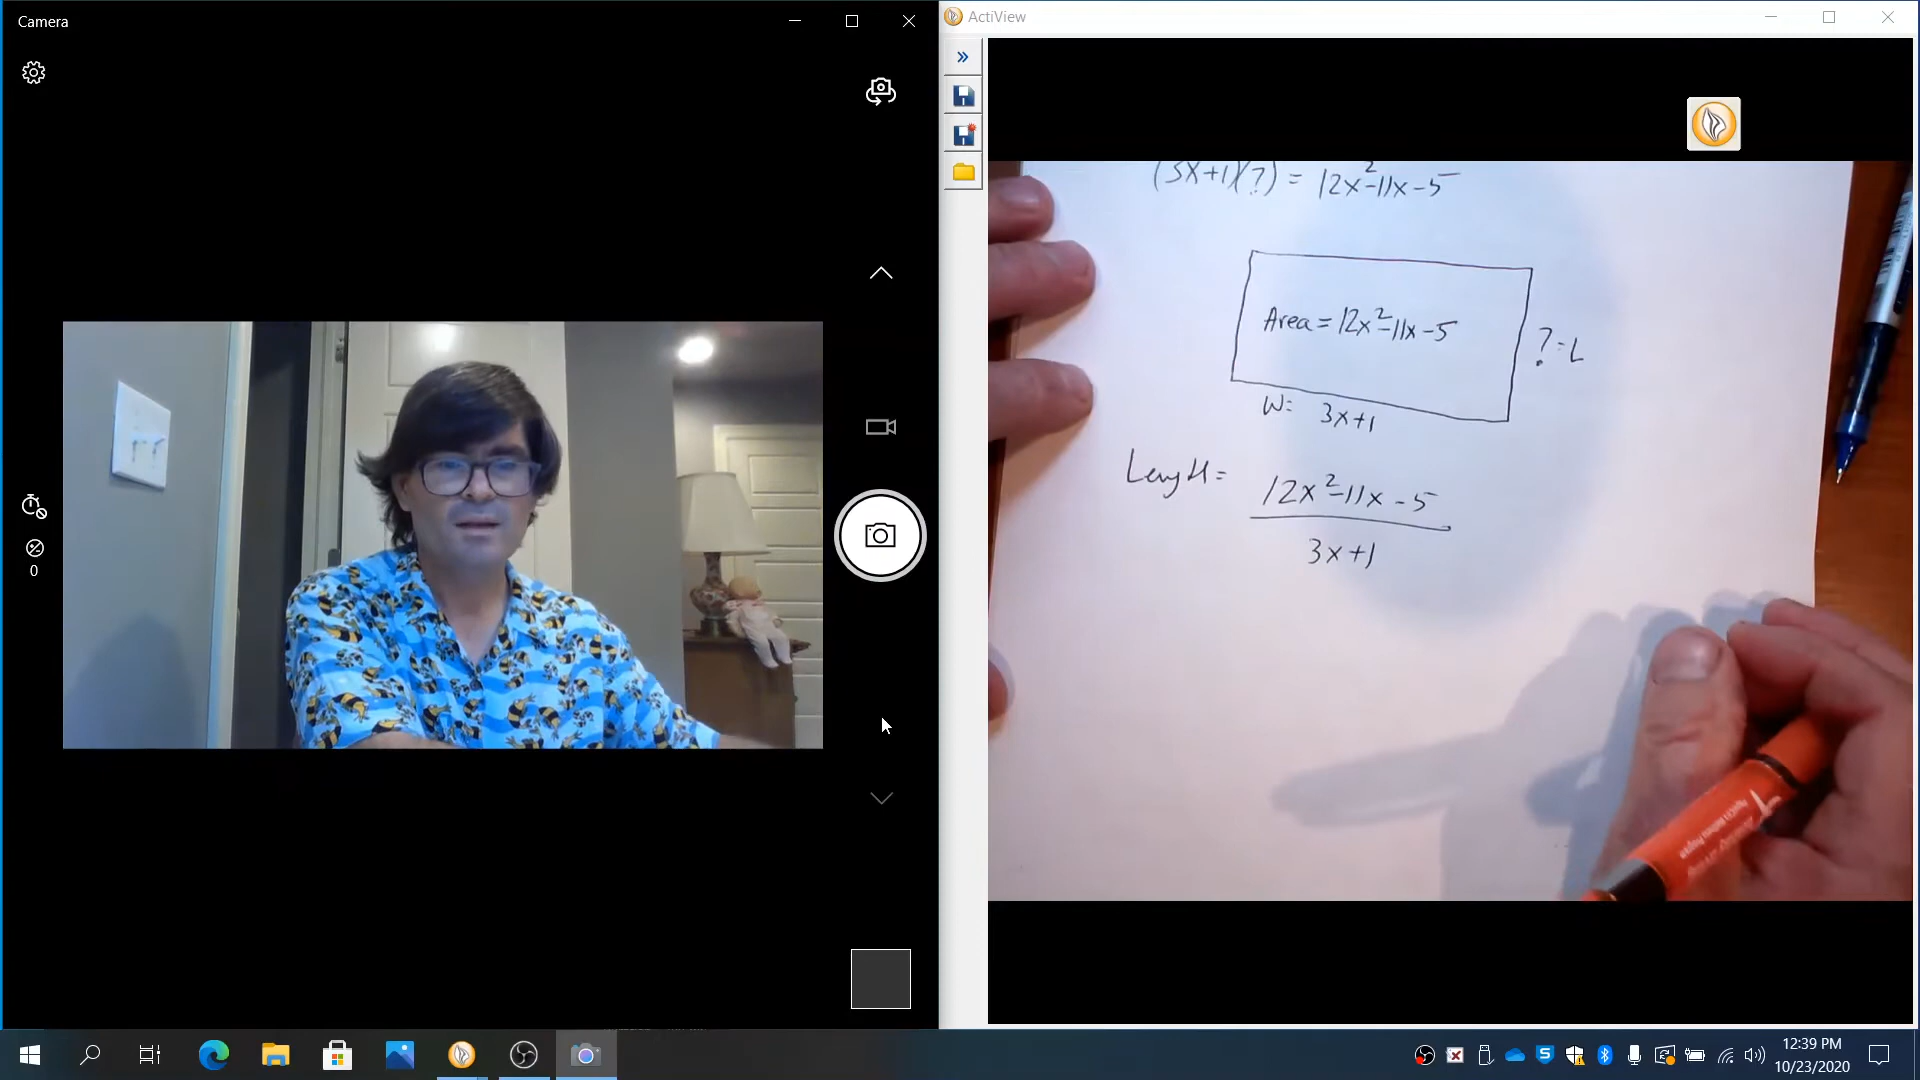 Camera
ActiView
(3x+1)(?) = 12x²-11x-5
Area = 12x²-11x-5
? = L
W = 3x+1
Length =
12x²-11x-5
3x+1
0
12:39 PM
10/23/2020